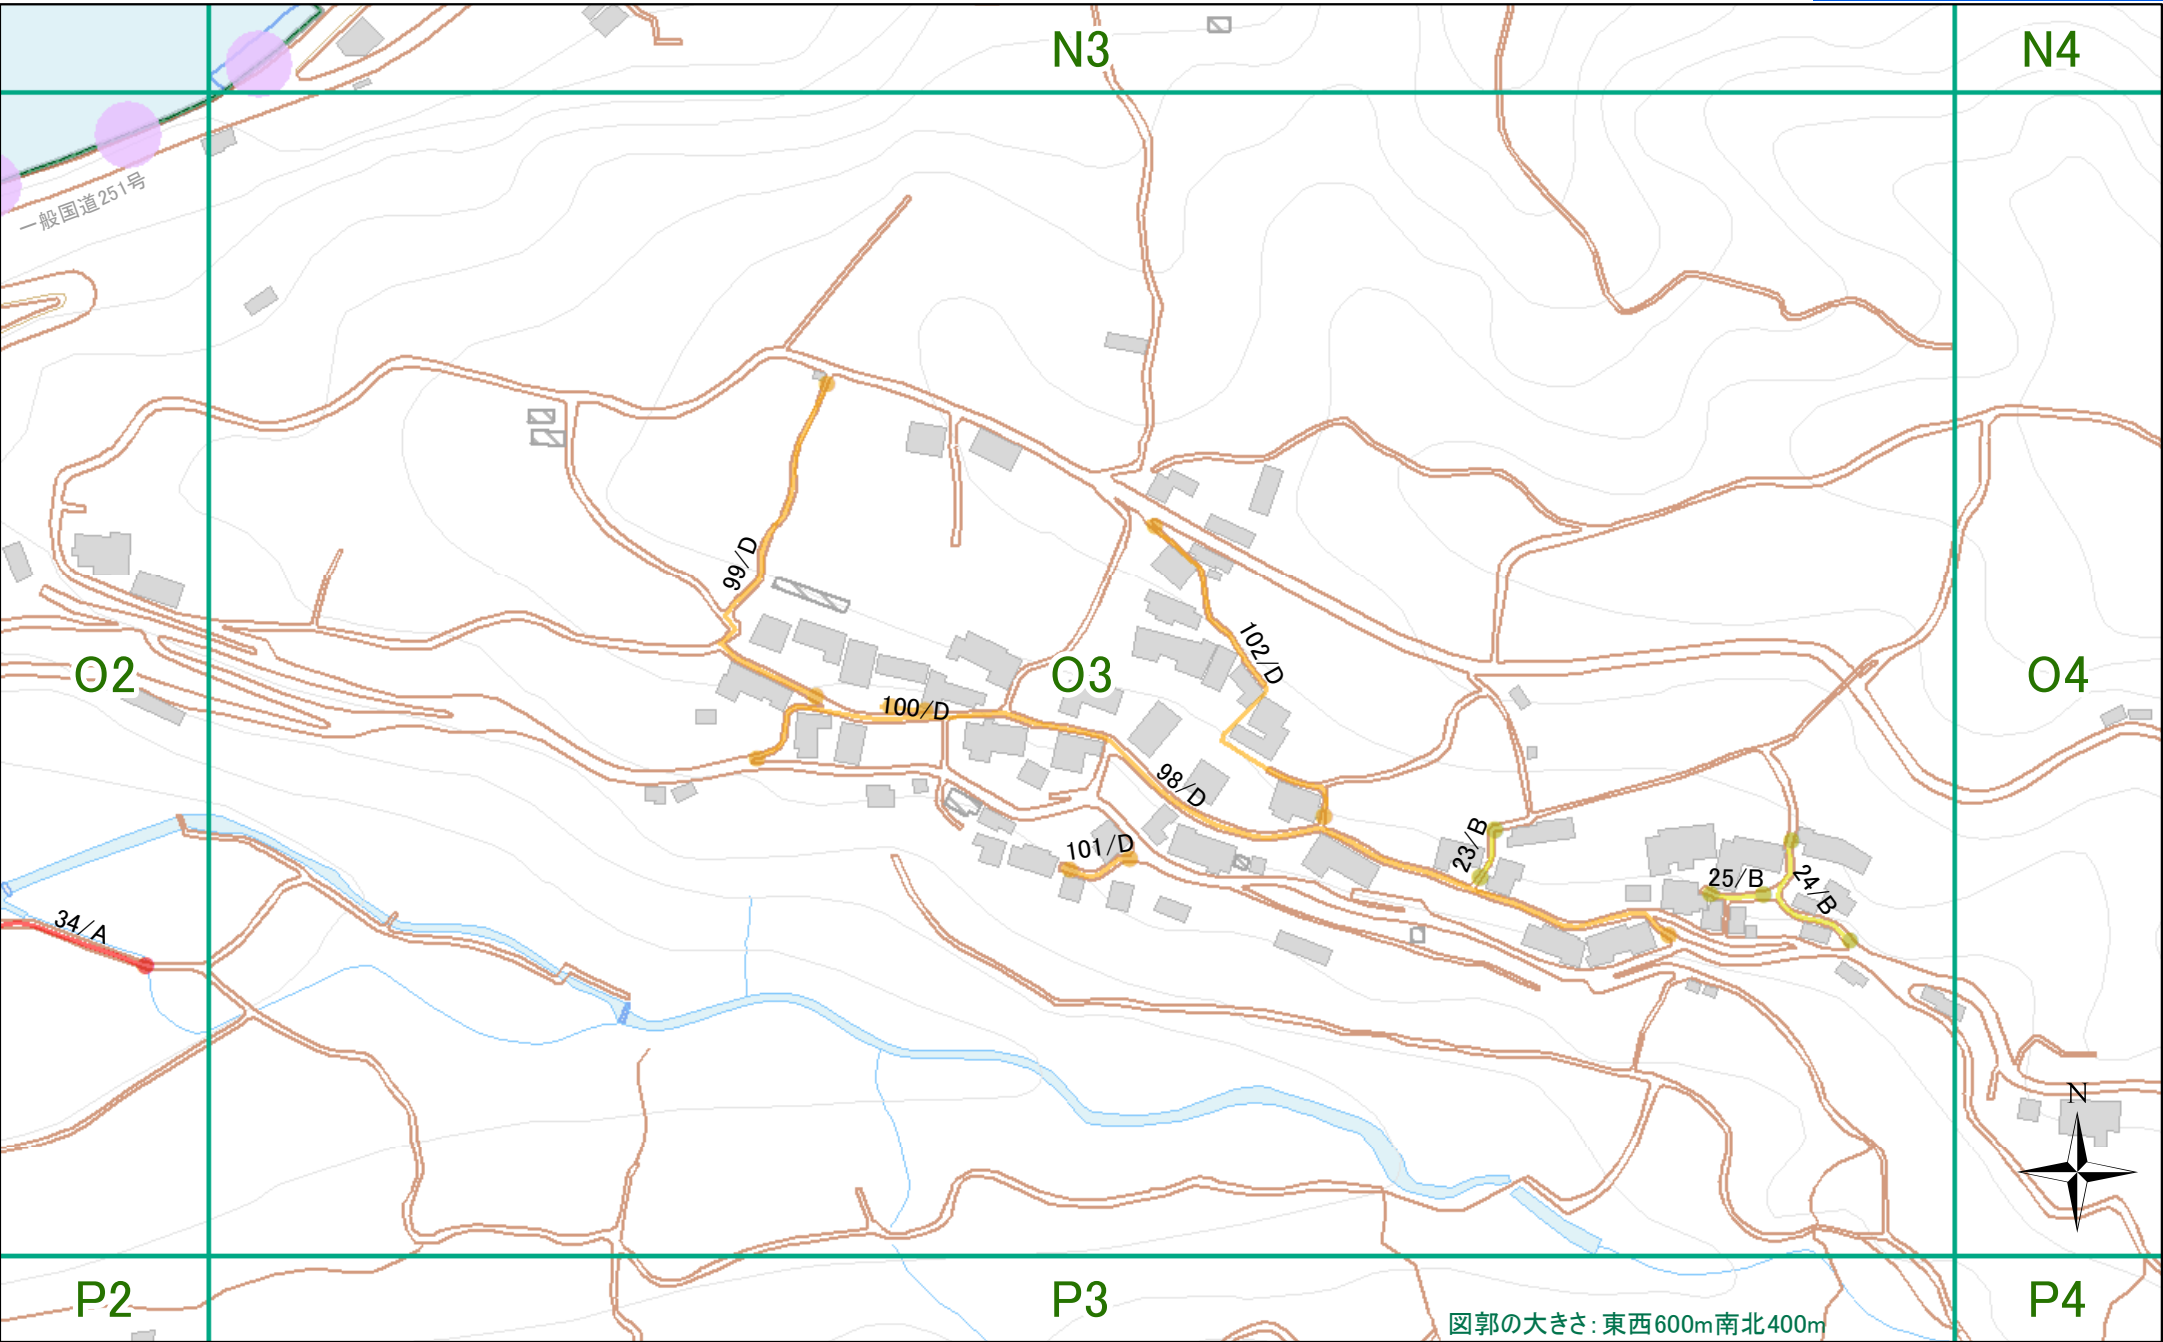 N3
N4
一般国道251号
99/D
102/D
O2
O3
O4
100/D
98/D
23/B
101/D
25/B
24/B
34/A
N
P2
P3
P4
図郭の大きさ：東西600m南北400m